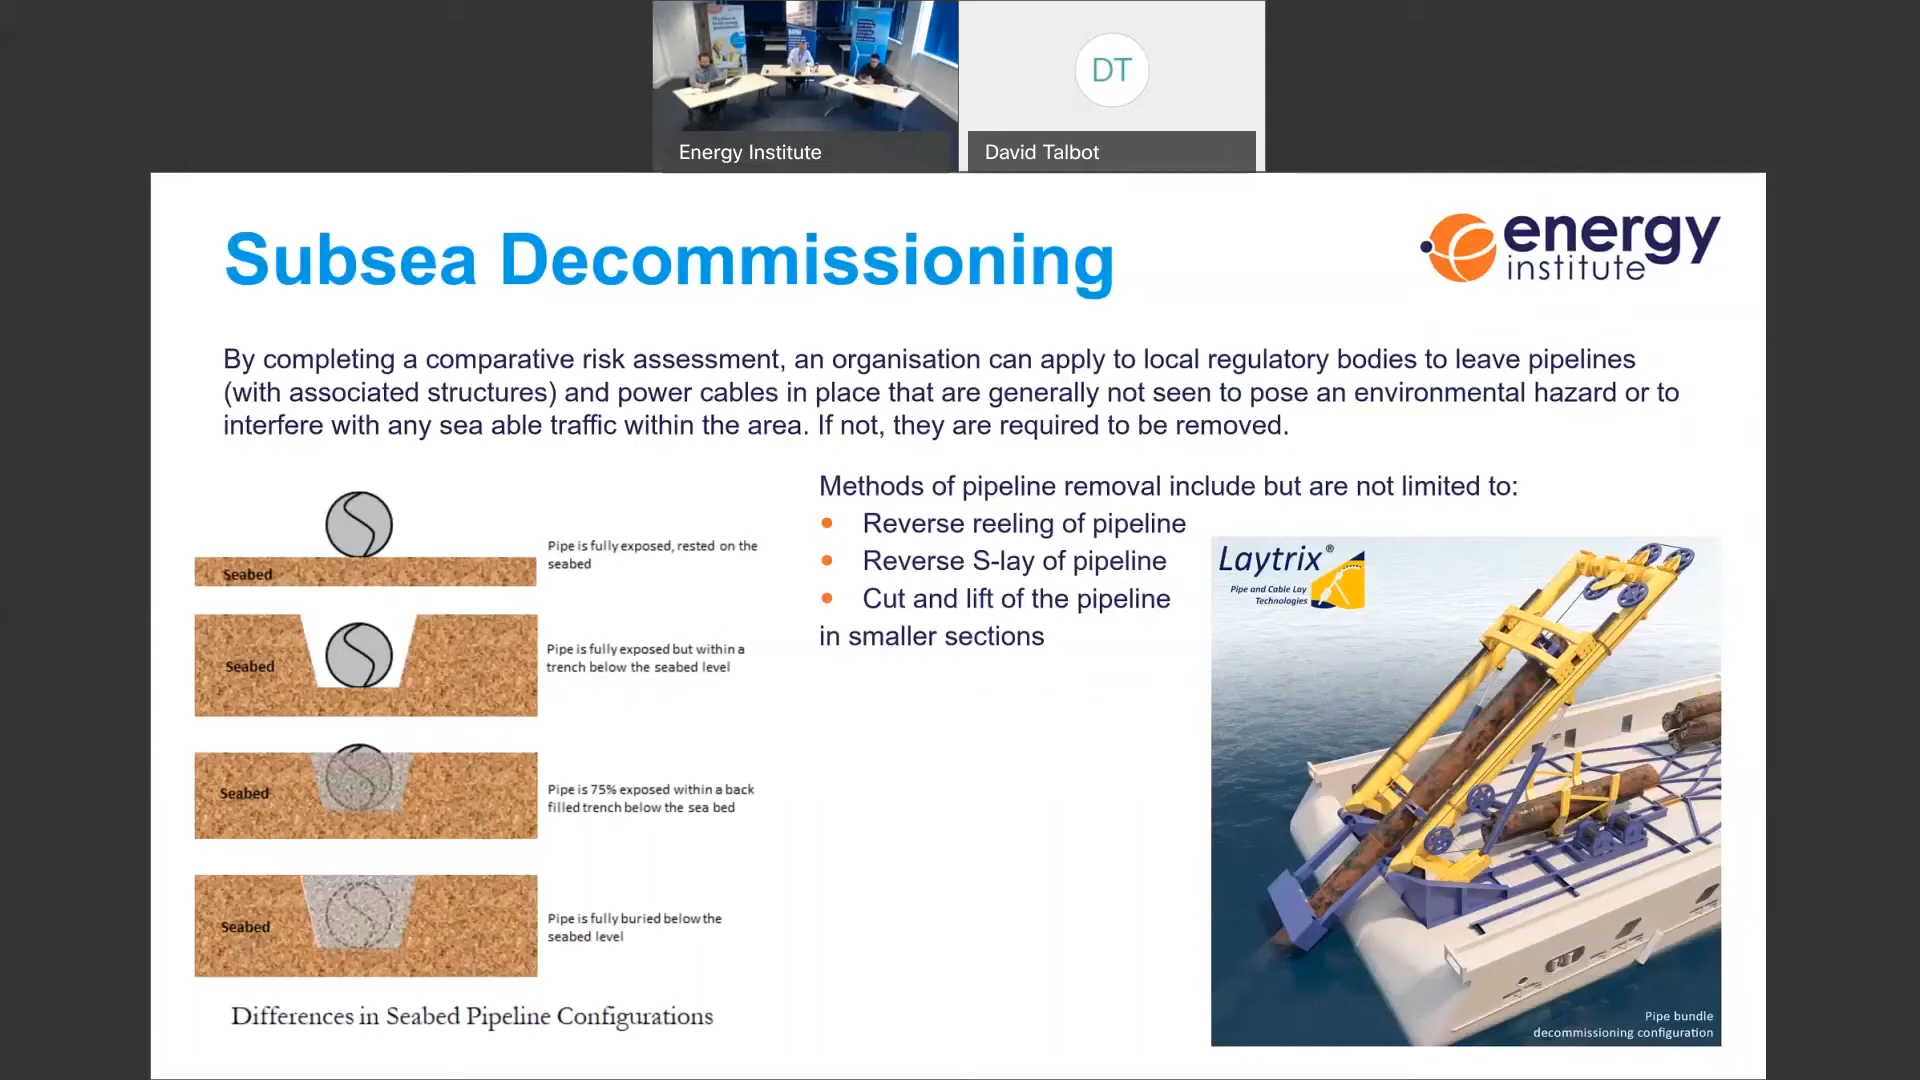 DT
Energy Institute
David Talbot
Subsea Decommissioning
energy
institute
By completing a comparative risk assessment, an organisation can apply to local regulatory bodies to leave pipelines
(with associated structures) and power cables in place that are generally not seen to pose an environmental hazard or to
interfere with any sea able traffic within the area. If not, they are required to be removed.
Seabed
Pipe is fully exposed, rested on the
seabed
Seabed
Pipe is fully exposed but within a
trench below the seabed level
Seabed
Pipe is 75% exposed within a back
filled trench below the sea bed
Seabed
Pipe is fully buried below the
seabed level
Differences in Seabed Pipeline Configurations
Methods of pipeline removal include but are not limited to:
• Reverse reeling of pipeline
• Reverse S-lay of pipeline
• Cut and lift of the pipeline
in smaller sections
Laytrix®
Pipe and Cable Lay
Technologies
Pipe bundle
decommissioning configuration